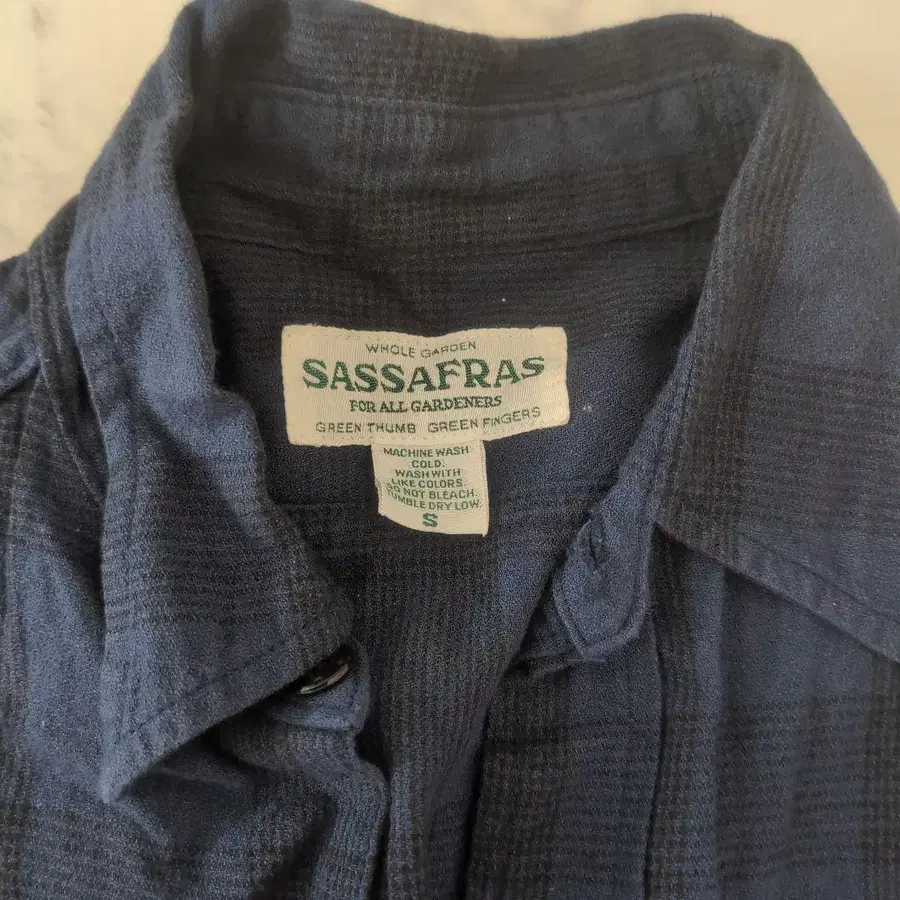 WHOLE GARDEN
SASSAFRAS
FOR ALL GARDENERS
GREEN THUMB GREEN FINGERS
MACHINE WASH
COLD.
WASH WITH
LIKE COLORS.
DO NOT BLEACH.
TUMBLE DRY LOW.
S